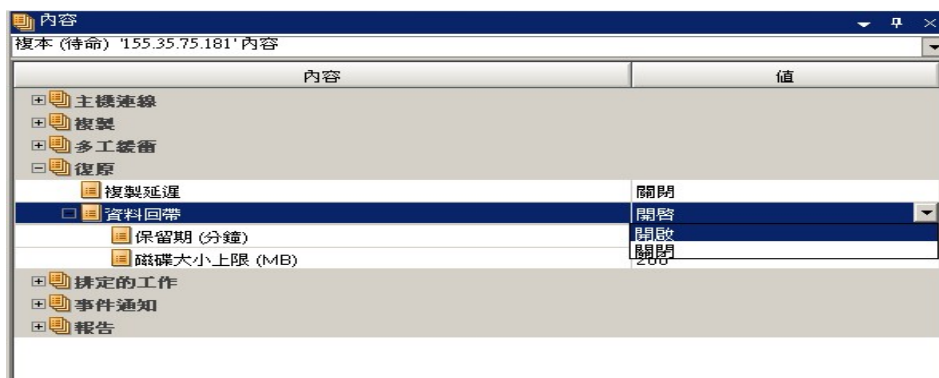 內容
複本 (待命) '155.35.75.181' 內容
內容 值
主機連線
複製
多工緩衝
復原
複製延遲 關閉
資料回帶 開啓
保留期 (分鐘) 開啟
關閉
磁碟大小上限 (MB) 200
排定的工作
事件通知
報告